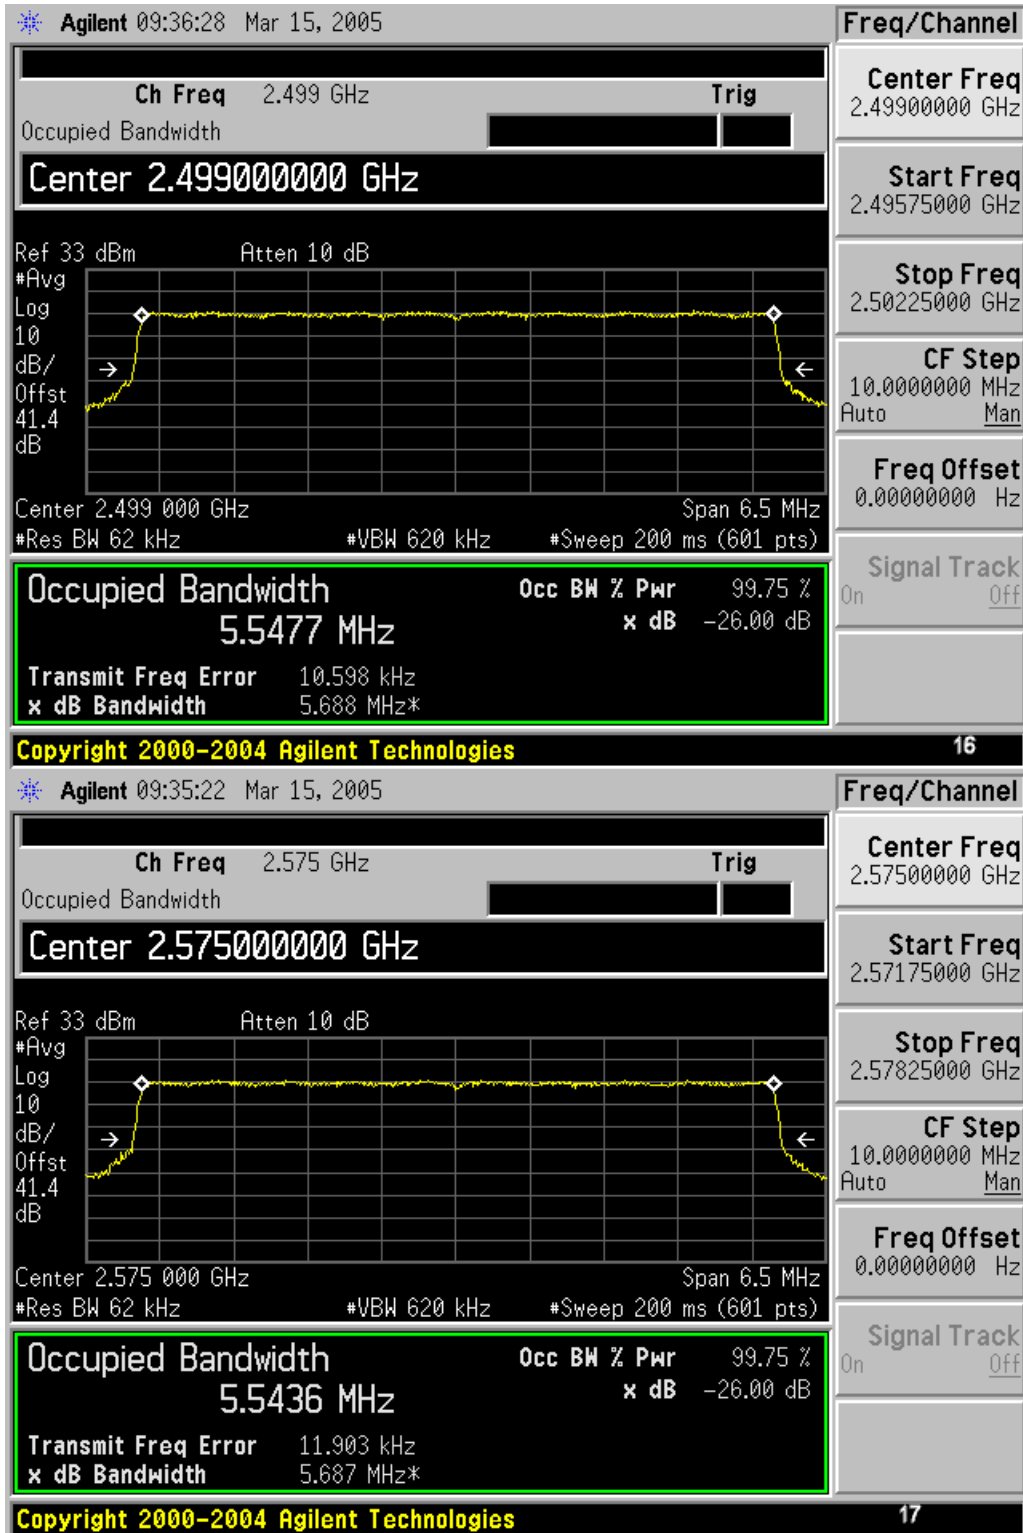 Agilent 09:36:28 Mar 15, 2005
Freq/Channel
Ch Freq 2.499 GHz Trig
Occupied Bandwidth
Center 2.499000000 GHz
Center Freq
2.49900000 GHz
Start Freq
2.49575000 GHz
Stop Freq
2.50225000 GHz
CF Step
10.0000000 MHz
Auto Man
Freq Offset
0.00000000 Hz
Signal Track
On Off
Ref 33 dBm Atten 10 dB
#Avg
Log
10
dB/
Offst
41.4
dB
Center 2.499 000 GHz Span 6.5 MHz
#Res BW 62 kHz #VBW 620 kHz #Sweep 200 ms (601 pts)
Occupied Bandwidth Occ BW % Pwr 99.75 %
5.5477 MHz x dB -26.00 dB
Transmit Freq Error 10.598 kHz
x dB Bandwidth 5.688 MHz*
Copyright 2000-2004 Agilent Technologies 16
Agilent 09:35:22 Mar 15, 2005
Freq/Channel
Ch Freq 2.575 GHz Trig
Occupied Bandwidth
Center 2.575000000 GHz
Center Freq
2.57500000 GHz
Start Freq
2.57175000 GHz
Stop Freq
2.57825000 GHz
CF Step
10.0000000 MHz
Auto Man
Freq Offset
0.00000000 Hz
Signal Track
On Off
Ref 33 dBm Atten 10 dB
#Avg
Log
10
dB/
Offst
41.4
dB
Center 2.575 000 GHz Span 6.5 MHz
#Res BW 62 kHz #VBW 620 kHz #Sweep 200 ms (601 pts)
Occupied Bandwidth Occ BW % Pwr 99.75 %
5.5436 MHz x dB -26.00 dB
Transmit Freq Error 11.903 kHz
x dB Bandwidth 5.687 MHz*
Copyright 2000-2004 Agilent Technologies 17